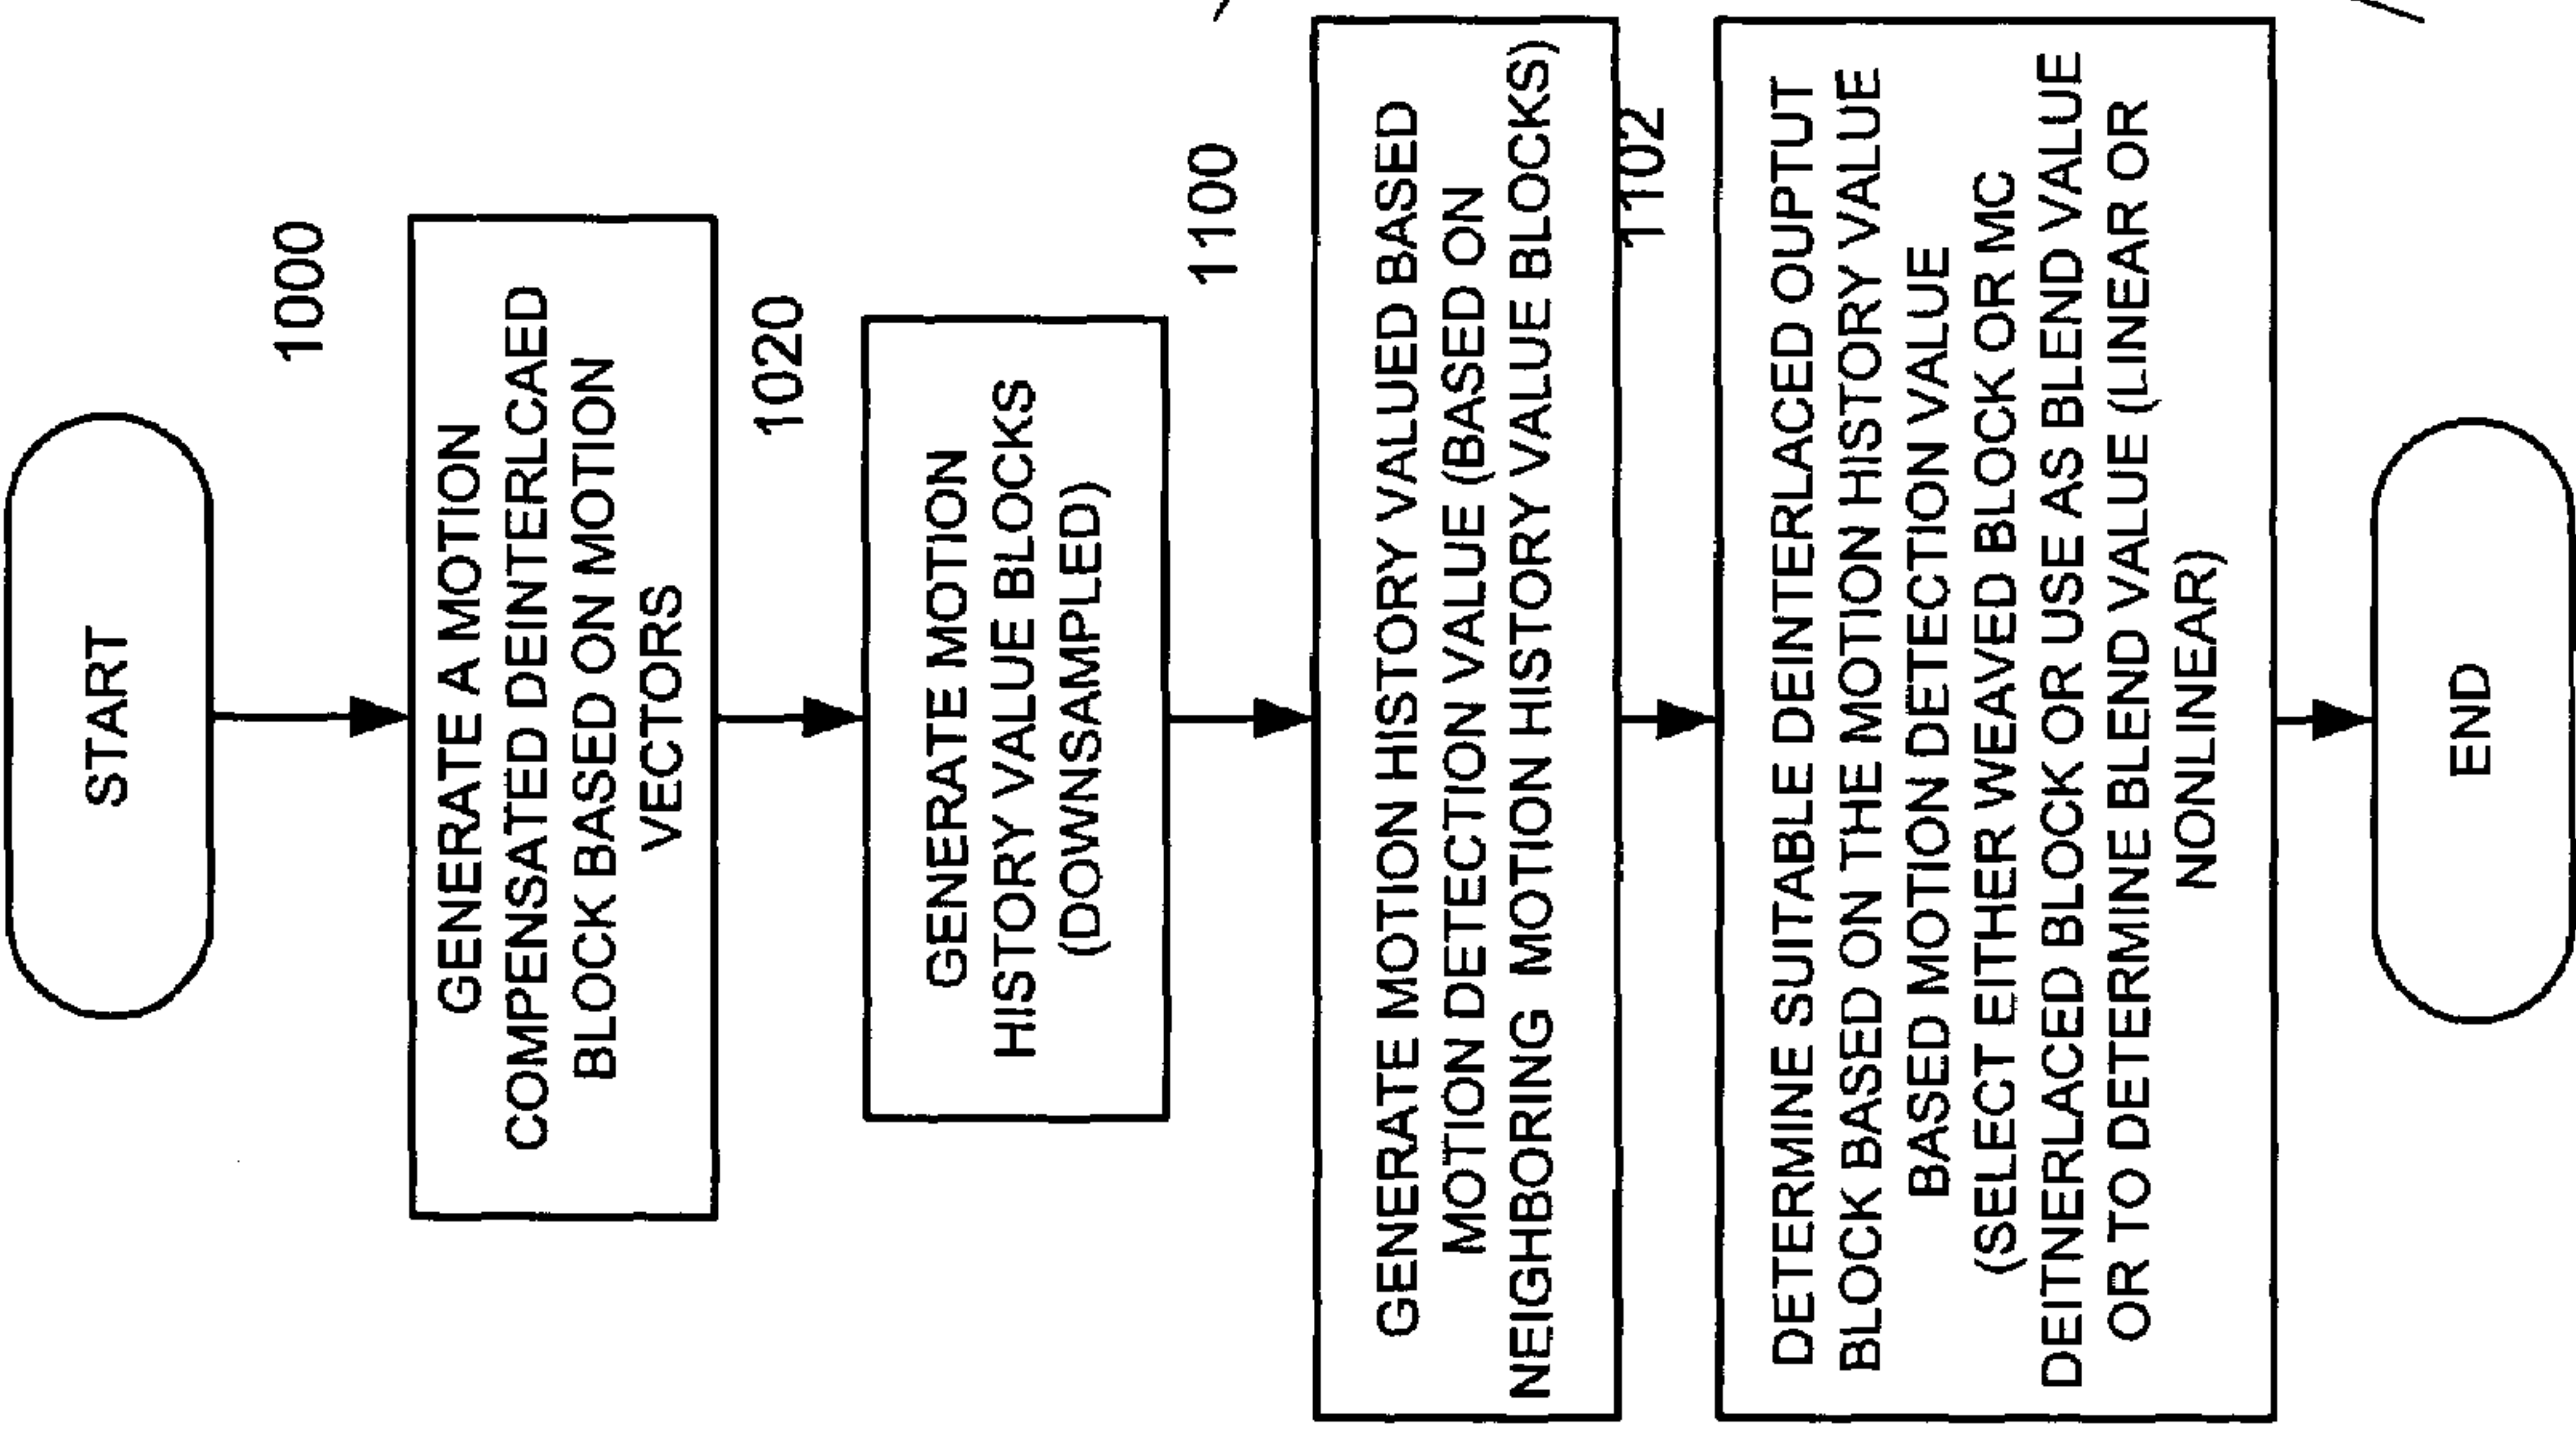 START
1000
GENERATE A MOTION
COMPENSATED DEINTERLCAED
BLOCK BASED ON MOTION
VECTORS
1020
GENERATE MOTION
HISTORY VALUE BLOCKS
(DOWNSAMPLED)
1100
GENERATE MOTION HISTORY VALUED BASED
MOTION DETECTION VALUE (BASED ON
NEIGHBORING MOTION HISTORY VALUE BLOCKS)
1102
DETERMINE SUITABLE DEINTERLACED OUPTUT
BLOCK BASED ON THE MOTION HISTORY VALUE
BASED MOTION DETECTION VALUE
(SELECT EITHER WEAVED BLOCK OR MC
DEITNERLACED BLOCK OR USE AS BLEND VALUE
OR TO DETERMINE BLEND VALUE (LINEAR OR
NONLINEAR)
END